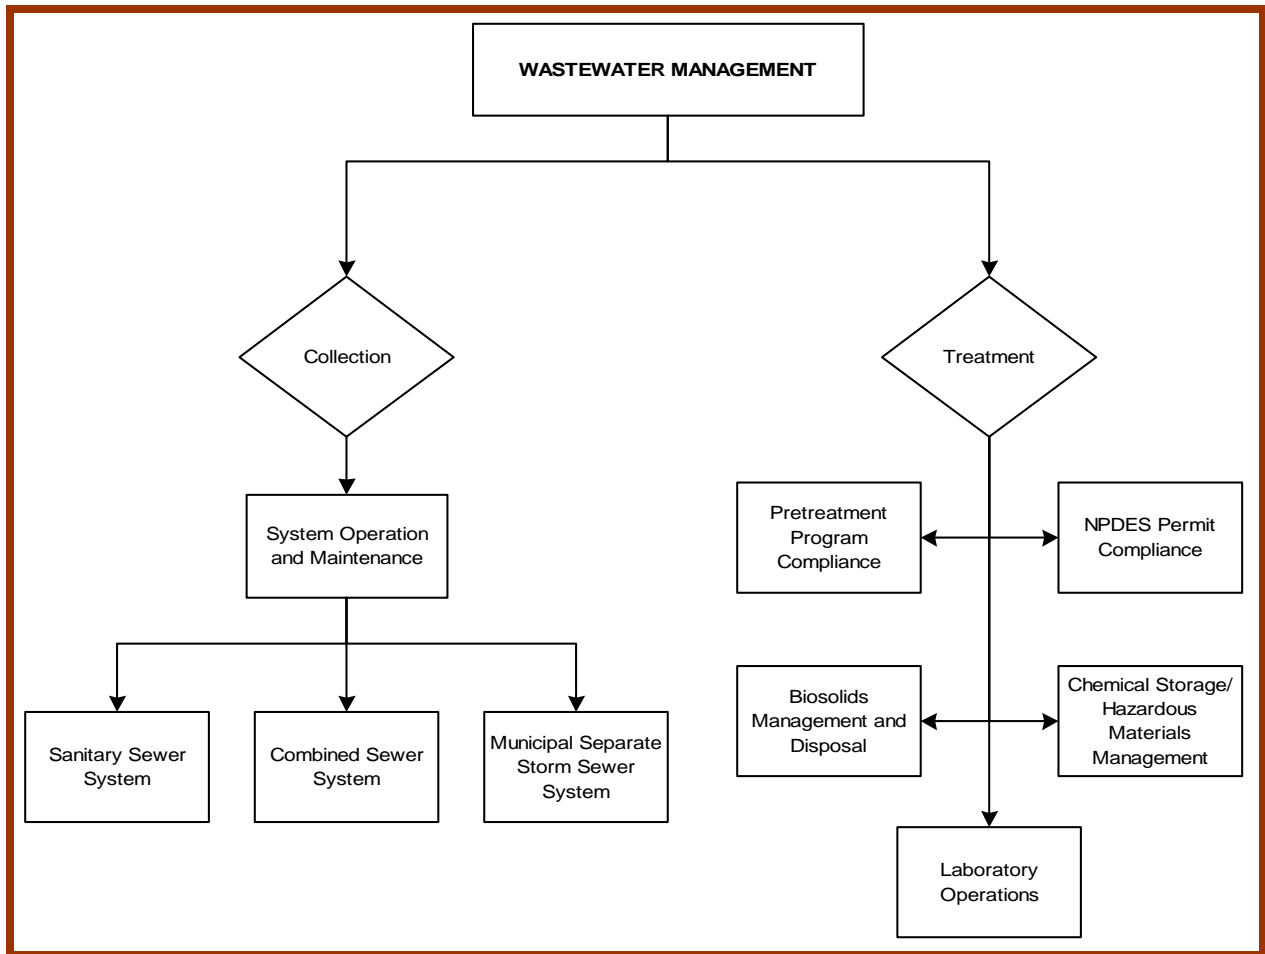 WASTEWATER MANAGEMENT
Collection
Treatment
System Operation
and Maintenance
Pretreatment
Program
Compliance
NPDES Permit
Compliance
Biosolids
Management and
Disposal
Chemical Storage/
Hazardous
Materials
Management
Sanitary Sewer
System
Combined Sewer
System
Municipal Separate
Storm Sewer
System
Laboratory
Operations